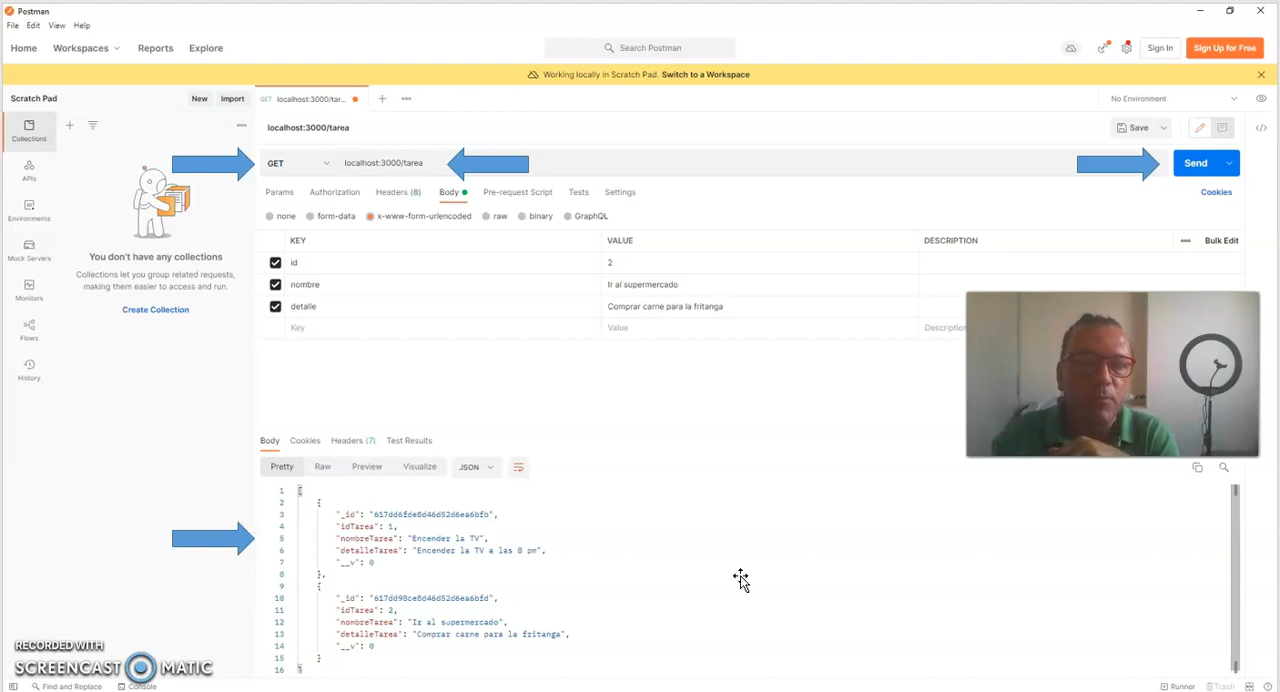 Postman
File Edit View Help
Home Workspaces Reports Explore Search Postman Sign In Sign Up for Free
Working locally in Scratch Pad. Switch to a Workspace
Scratch Pad New Import GET localhost:3000/tar... No Environment
Collections
APIs
Environments
Mock Servers
Monitors
Flows
History
You don't have any collections
Collections let you group related requests,
making them easier to access and run.
Create Collection
localhost:3000/tarea Save
GET localhost:3000/tarea Send
Params Authorization Headers (8) Body Pre-request Script Tests Settings Cookies
none form-data x-www-form-urlencoded raw binary GraphQL
KEY VALUE DESCRIPTION Bulk Edit
id 2
nombre Ir al supermercado
detalle Comprar carne para la fritanga
Key Value Description
Body Cookies Headers (7) Test Results
Pretty Raw Preview Visualize JSON
1 [
2 {
3 "_id": "617dd6fde8d46d52d6ea6bfb",
4 "idTarea": 1,
5 "nombreTarea": "Encender la TV",
6 "detalleTarea": "Encender la TV a las 8 pm",
7 "__v": 0
8 },
9 {
10 "_id": "617dd98ce8d46d52d6ea6bfd",
11 "idTarea": 2,
12 "nombreTarea": "Ir al supermercado",
13 "detalleTarea": "Comprar carne para la fritanga",
14 "__v": 0
15 }
16 ]
RECORDED WITH
SCREENCAST MATIC
Find and Replace Console Runner Trash